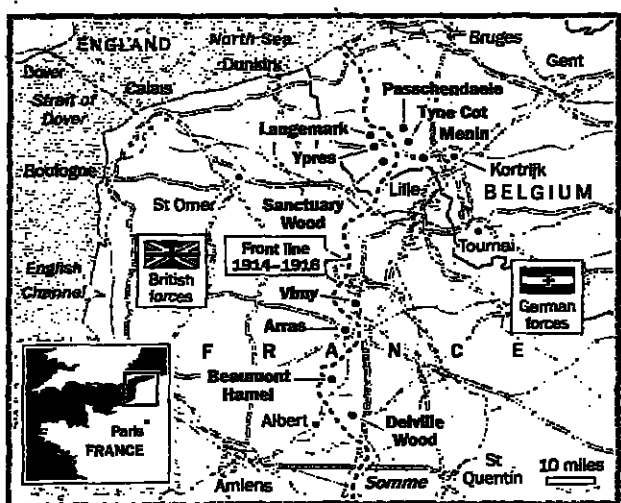 ENGLAND
North Sea
Bruges
Dover
Dunkirk
Gent
Calais
Passchendaele
Strait of
Dover
Tyne Cot
Langemark
Menin
Ypres
Boulogne
Kortrijk
Lille
BELGIUM
St Omer
Sanctuary
Wood
Tournai
Front line
1914–1916
British
forces
English
Channel
Vimy
German
forces
Arras
F R A N C E
Beaumont
Hamel
Albert
Delville
Wood
Paris
FRANCE
Amiens
Somme
St
Quentin
10 miles